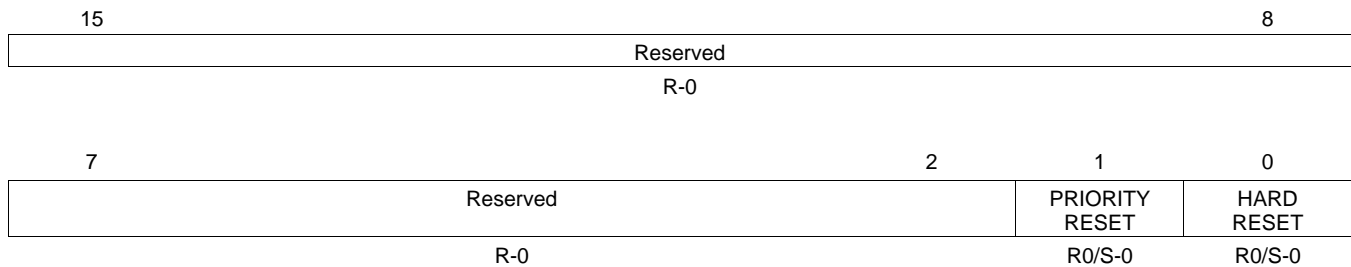 15 8
Reserved
R-0
7 2 1 0
Reserved PRIORITY RESET HARD RESET
R-0 R0/S-0 R0/S-0